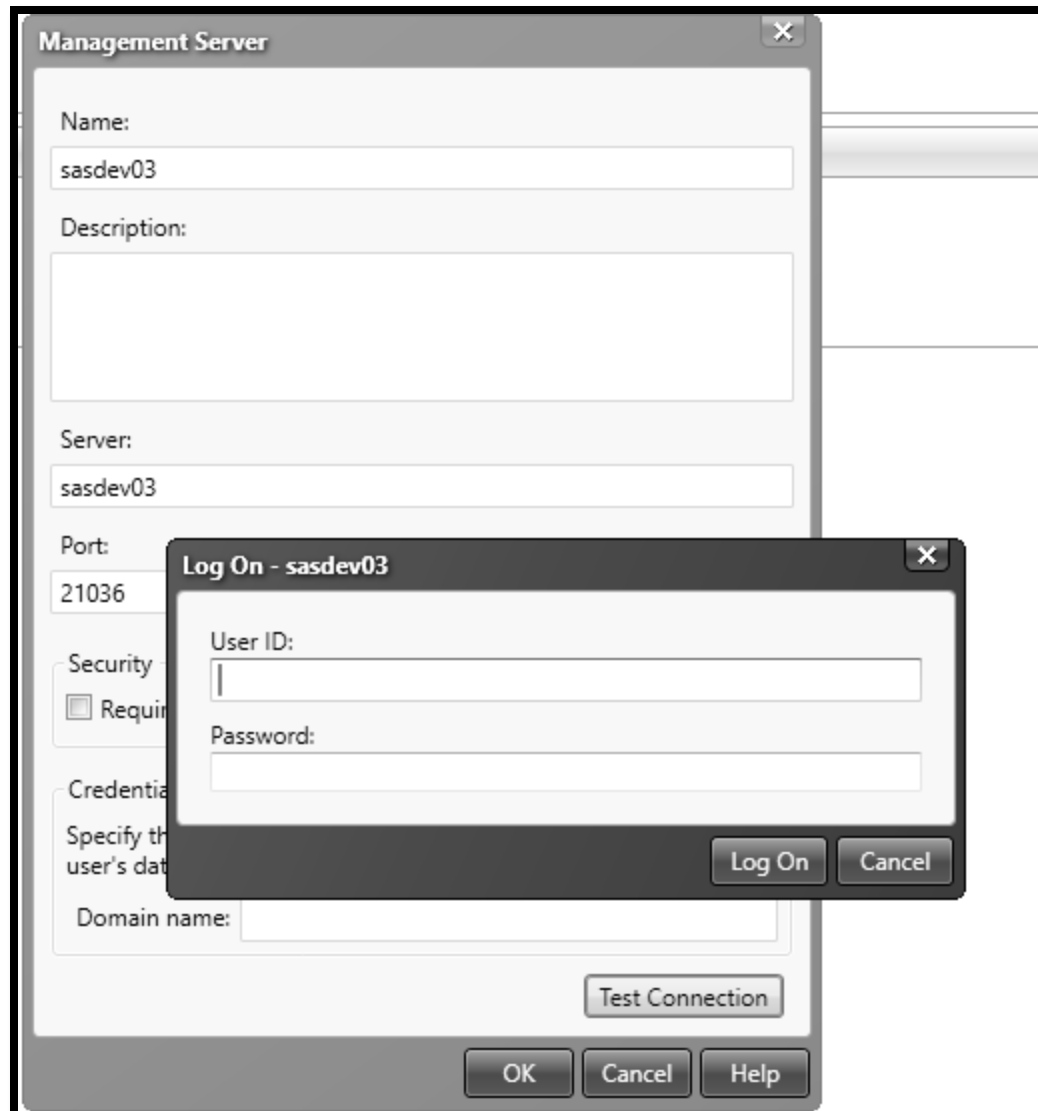 Management Server
Name:
sasdev03
Description:
Server:
sasdev03
Port:
21036
Log On - sasdev03
User ID:
Password:
Log On
Cancel
Security
Credentia
Specify th
user's dat
Domain name:
Test Connection
OK
Cancel
Help